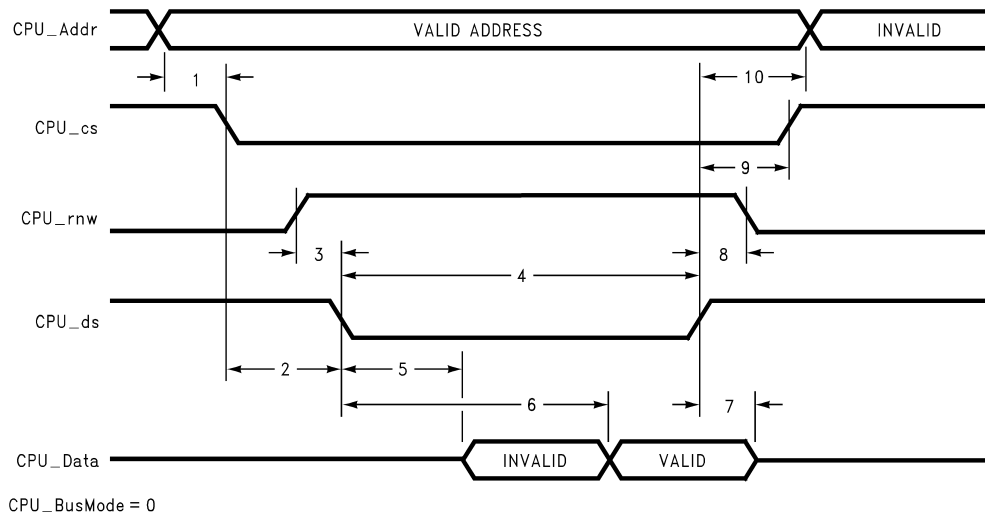 CPU_Addr VALID ADDRESS INVALID
1 10
CPU_cs
9
CPU_rnw
3 8
4
CPU_ds
2 5
6 7
CPU_Data INVALID VALID
CPU_BusMode = 0